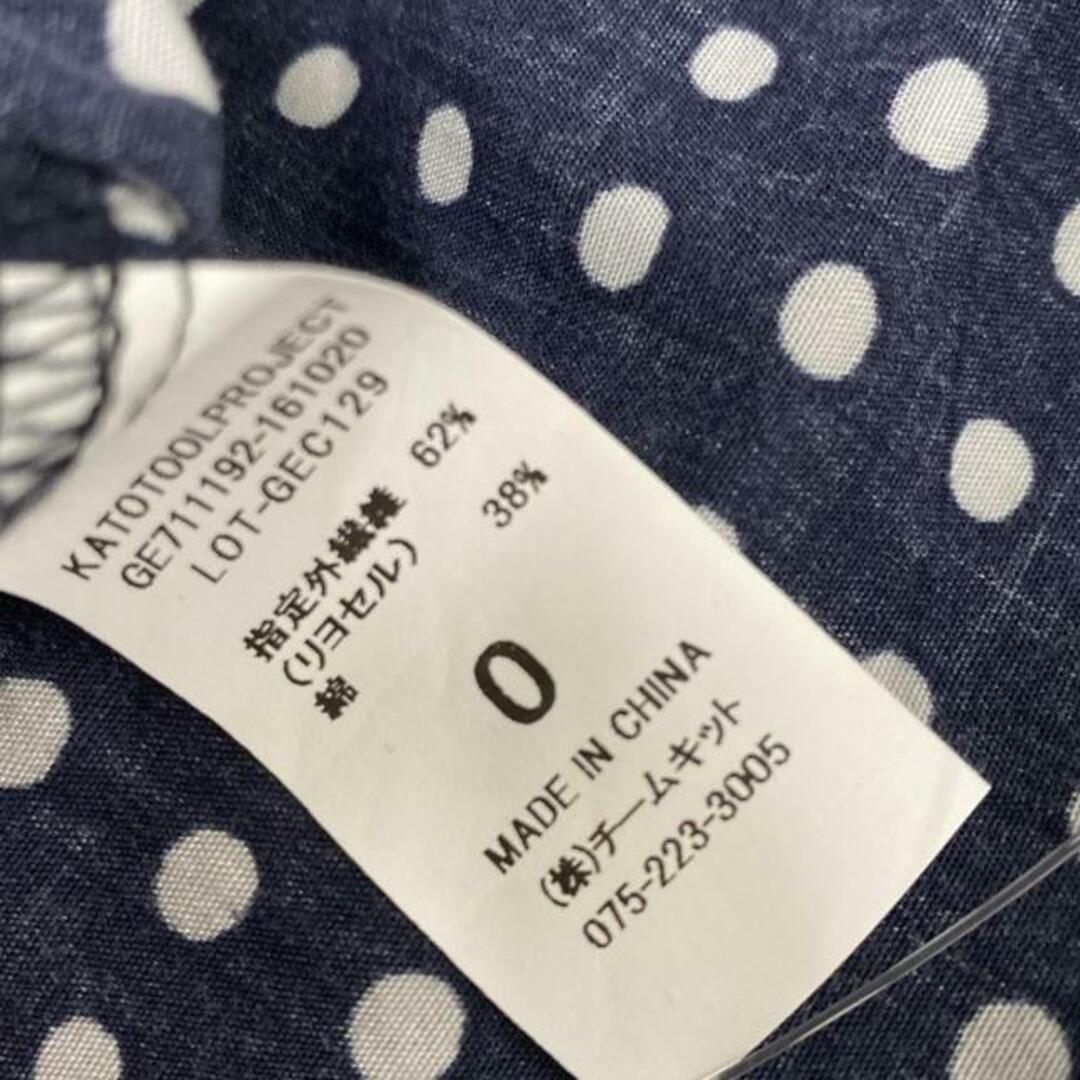 KATOTOOLPROJECT
GE711192-161020
LOT-GEC129
指定外繊維 62%
(リヨセル)
綿 38%
0
MADE IN CHINA
(株)チームキット
075-223-3005